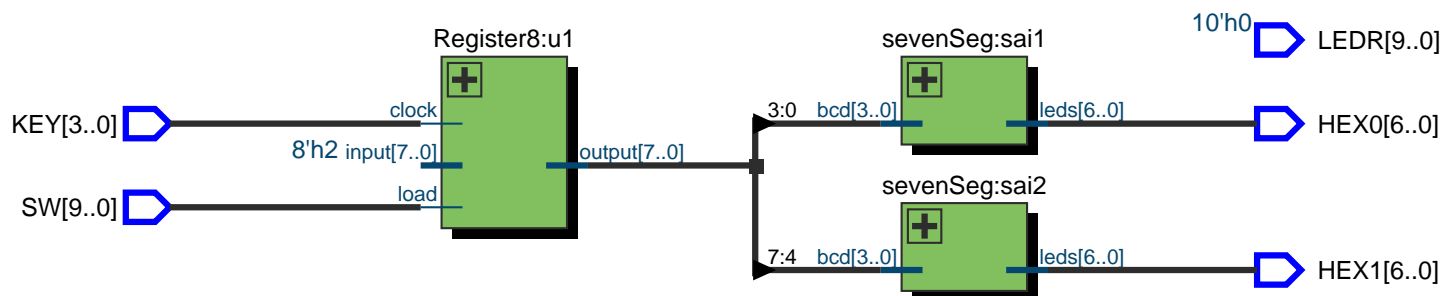 Register8:u1
sevenSeg:sai1
10'h0
LEDR[9..0]
KEY[3..0]
clock
3:0
bcd[3..0]
leds[6..0]
HEX0[6..0]
8'h2
input[7..0]
output[7..0]
SW[9..0]
load
sevenSeg:sai2
7:4
bcd[3..0]
leds[6..0]
HEX1[6..0]